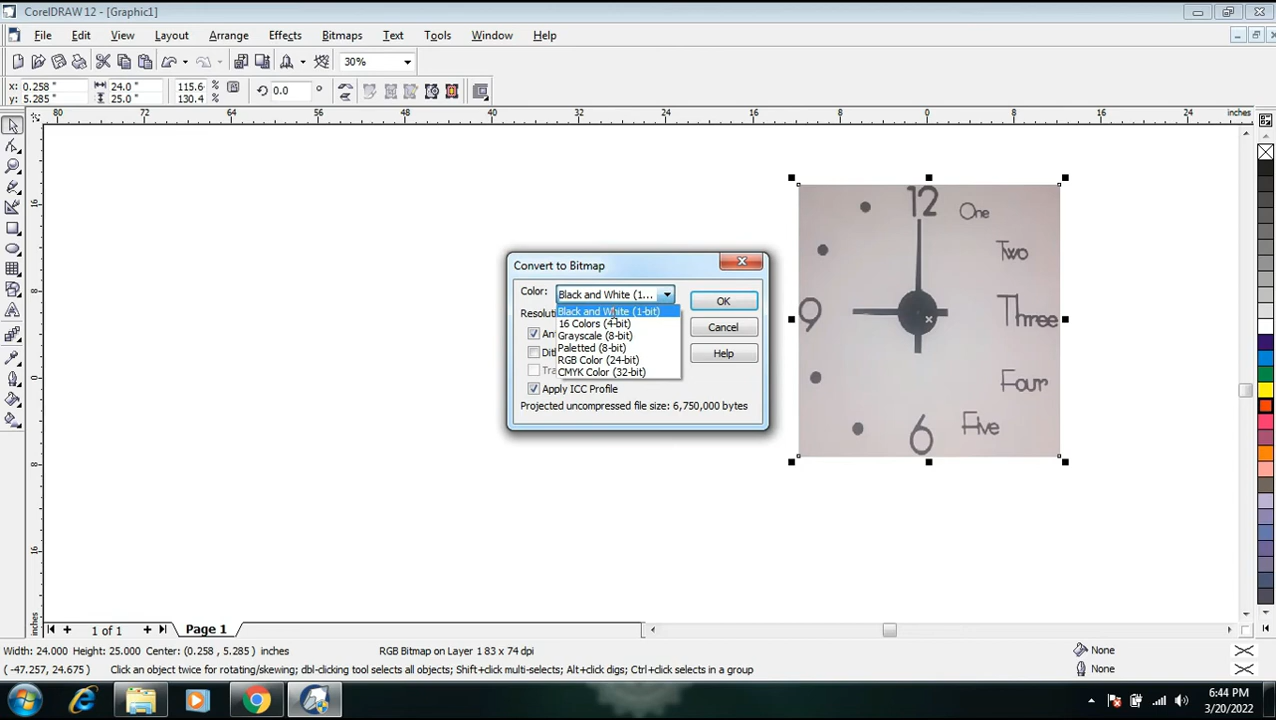 CorelDRAW 12 - [Graphic1]
File Edit View Layout Arrange Effects Bitmaps Text Tools Window Help
30%
x: 0.258 " 24.0 " 115.6 % 0.0 °
y: 5.285 " 25.0 " 130.4 %
80 72 64 56 48 40 32 24 16 8 0 8 16 24 inches
16
8
0
8
16
inches
12
One
Two
9
Three
Four
Five
6
Convert to Bitmap
Color: Black and White (1... OK
Black and White (1-bit)
16 Colors (4-bit)
Grayscale (8-bit)
Paletted (8-bit)
RGB Color (24-bit)
CMYK Color (32-bit)
Cancel
Help
Apply ICC Profile
Projected uncompressed file size: 6,750,000 bytes
1 of 1 Page 1
Width: 24.000 Height: 25.000 Center: (0.258 , 5.285 ) inches RGB Bitmap on Layer 1 83 x 74 dpi None
( -47.257, 24.675 ) Click an object twice for rotating/skewing; dbl-clicking tool selects all objects; Shift+click multi-selects; Alt+click digs; Ctrl+click selects in a group None
6:44 PM
3/20/2022